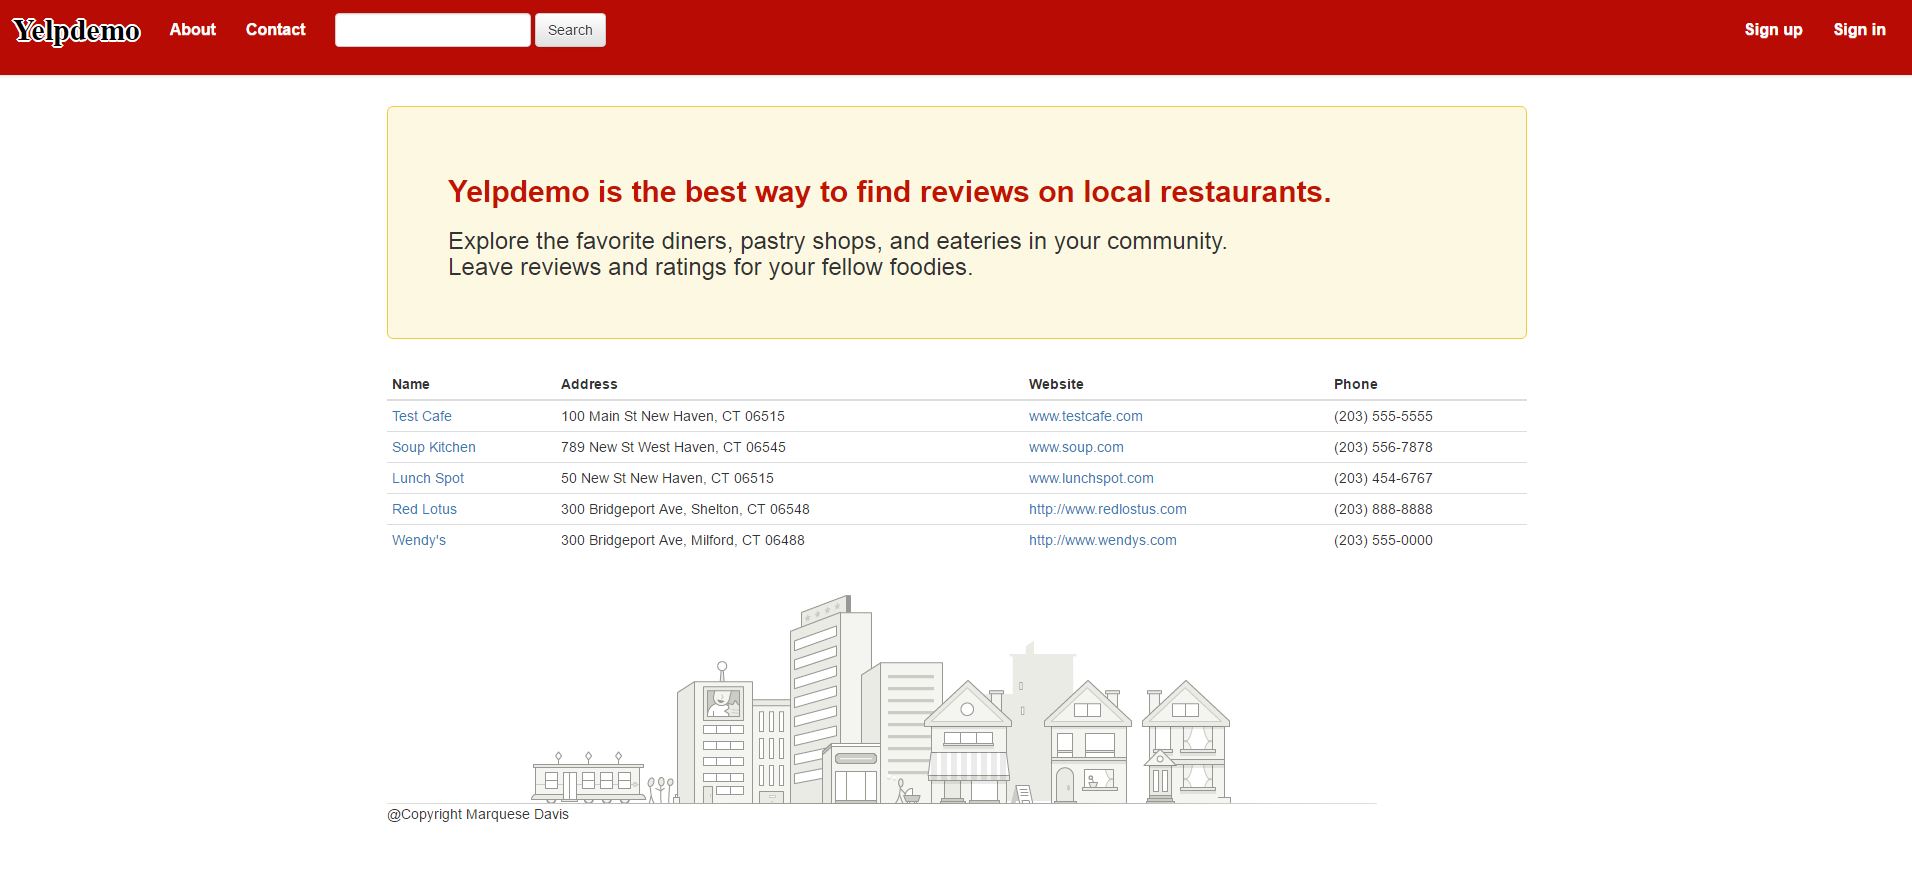 Yelpdemo About Contact Search Sign up Sign in
Yelpdemo is the best way to find reviews on local restaurants.
Explore the favorite diners, pastry shops, and eateries in your community.
Leave reviews and ratings for your fellow foodies.
Name Address Website Phone
Test Cafe 100 Main St New Haven, CT 06515 www.testcafe.com (203) 555-5555
Soup Kitchen 789 New St West Haven, CT 06545 www.soup.com (203) 556-7878
Lunch Spot 50 New St New Haven, CT 06515 www.lunchspot.com (203) 454-6767
Red Lotus 300 Bridgeport Ave, Shelton, CT 06548 http://www.redlostus.com (203) 888-8888
Wendy's 300 Bridgeport Ave, Milford, CT 06488 http://www.wendys.com (203) 555-0000
@Copyright Marquese Davis